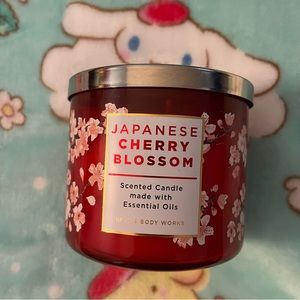 JAPANESE
CHERRY
BLOSSOM
Scented Candle
made with
Essential Oils
BODY WORKS